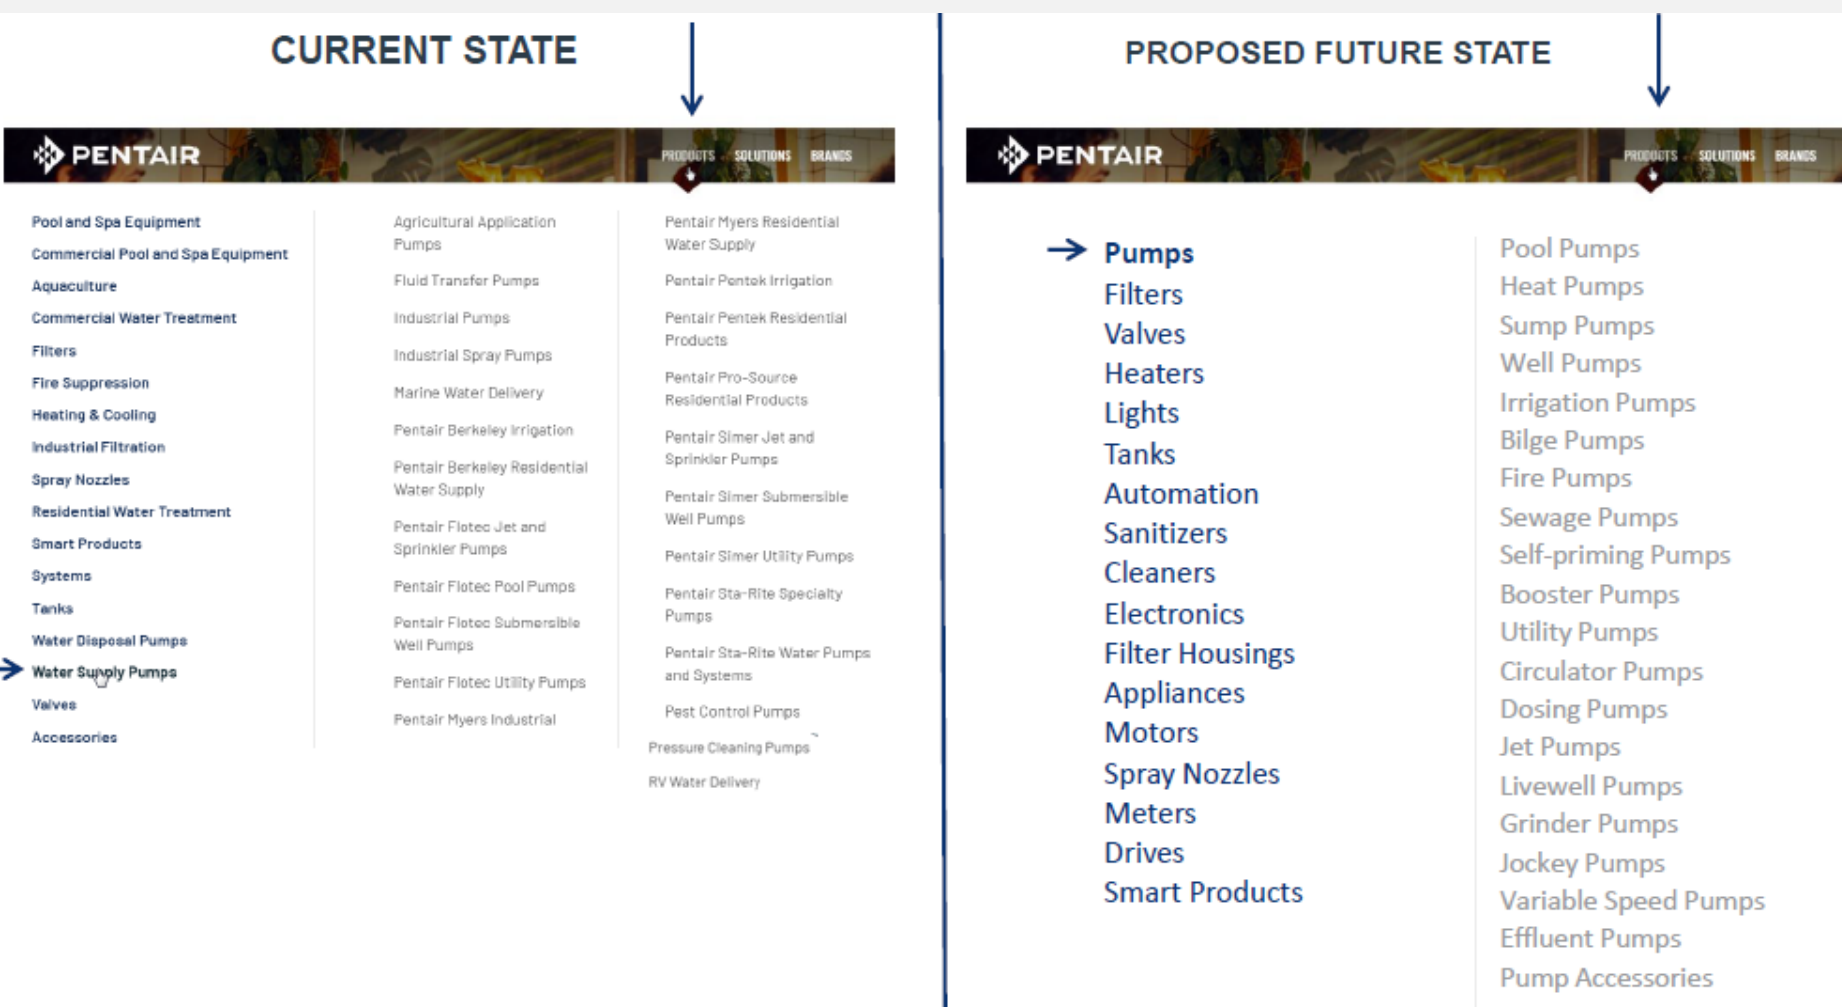 CURRENT STATE
PENTAIR
PRODUCTS SOLUTIONS BRANDS
Pool and Spa Equipment
Commercial Pool and Spa Equipment
Aquaculture
Commercial Water Treatment
Filters
Fire Suppression
Heating & Cooling
Industrial Filtration
Spray Nozzles
Residential Water Treatment
Smart Products
Systems
Tanks
Water Disposal Pumps
Water Supply Pumps
Valves
Accessories
Agricultural Application
Pumps
Fluid Transfer Pumps
Industrial Pumps
Industrial Spray Pumps
Marine Water Delivery
Pentair Berkeley Irrigation
Pentair Berkeley Residential
Water Supply
Pentair Flotec Jet and
Sprinkler Pumps
Pentair Flotec Pool Pumps
Pentair Flotec Submersible
Well Pumps
Pentair Flotec Utility Pumps
Pentair Myers Industrial
Pentair Myers Residential
Water Supply
Pentair Pentek Irrigation
Pentair Pentek Residential
Products
Pentair Pro-Source
Residential Products
Pentair Simer Jet and
Sprinkler Pumps
Pentair Simer Submersible
Well Pumps
Pentair Simer Utility Pumps
Pentair Sta-Rite Specialty
Pumps
Pentair Sta-Rite Water Pumps
and Systems
Pest Control Pumps
Pressure Cleaning Pumps
RV Water Delivery
PROPOSED FUTURE STATE
PENTAIR
PRODUCTS SOLUTIONS BRANDS
Pumps
Filters
Valves
Heaters
Lights
Tanks
Automation
Sanitizers
Cleaners
Electronics
Filter Housings
Appliances
Motors
Spray Nozzles
Meters
Drives
Smart Products
Pool Pumps
Heat Pumps
Sump Pumps
Well Pumps
Irrigation Pumps
Bilge Pumps
Fire Pumps
Sewage Pumps
Self-priming Pumps
Booster Pumps
Utility Pumps
Circulator Pumps
Dosing Pumps
Jet Pumps
Livewell Pumps
Grinder Pumps
Jockey Pumps
Variable Speed Pumps
Effluent Pumps
Pump Accessories